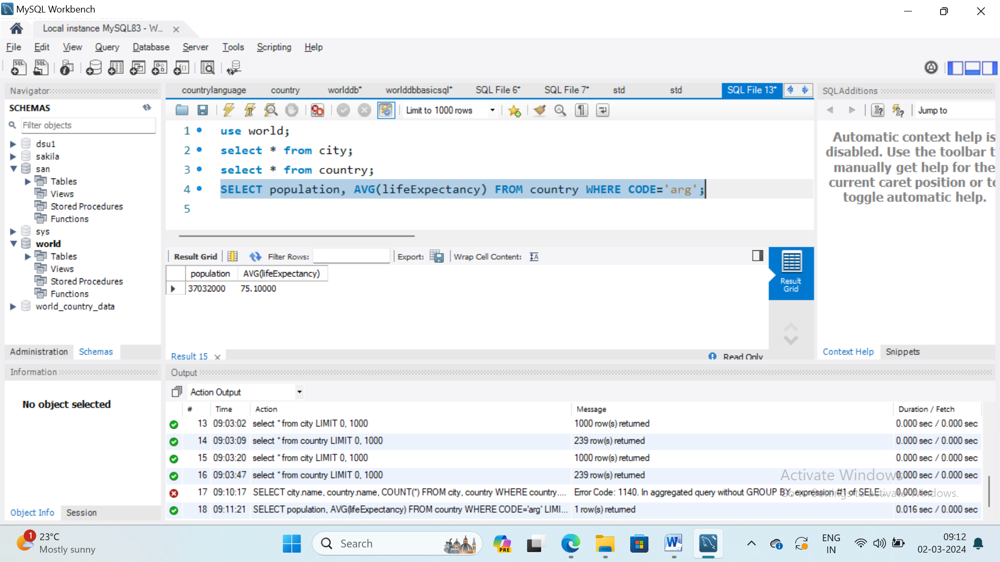 MySQL Workbench
Local instance MySQL83 - W...
File Edit View Query Database Server Tools Scripting Help
Navigator
SCHEMAS
Filter objects
dsu1
sakila
san
Tables
Views
Stored Procedures
Functions
sys
world
Tables
Views
Stored Procedures
Functions
world_country_data
Administration Schemas
Information
No object selected
Object Info Session
countrylanguage country worlddb* worlddbbasicsql* SQL File 6* SQL File 7* std std SQL File 13*
Limit to 1000 rows
1 use world;
2 select * from city;
3 select * from country;
4 SELECT population, AVG(lifeExpectancy) FROM country WHERE CODE='arg';
5
Result Grid Filter Rows: Export: Wrap Cell Content:
population AVG(lifeExpectancy)
37032000 75.10000
Result Grid
Result 15 Read Only
SQLAdditions
Jump to
Automatic context help is
disabled. Use the toolbar t
manually get help for the
current caret position or to
toggle automatic help.
Context Help Snippets
Output
Action Output
# Time Action Message Duration / Fetch
13 09:03:02 select * from city LIMIT 0, 1000 1000 row(s) returned 0.000 sec / 0.000 sec
14 09:03:09 select * from country LIMIT 0, 1000 239 row(s) returned 0.000 sec / 0.000 sec
15 09:03:20 select * from city LIMIT 0, 1000 1000 row(s) returned 0.000 sec / 0.000 sec
16 09:03:47 select * from country LIMIT 0, 1000 239 row(s) returned 0.000 sec / 0.000 sec
17 09:10:17 SELECT city.name, country.name, COUNT(*) FROM city, country WHERE country.... Error Code: 1140. In aggregated query without GROUP BY, expression #1 of SELE... 0.000 sec
18 09:11:21 SELECT population, AVG(lifeExpectancy) FROM country WHERE CODE='arg' LIMI... 1 row(s) returned 0.016 sec / 0.000 sec
Activate Windows
Go to Settings to activate Windows.
1
23°C
Mostly sunny
Search
PRE
ENG
IN
09:12
02-03-2024